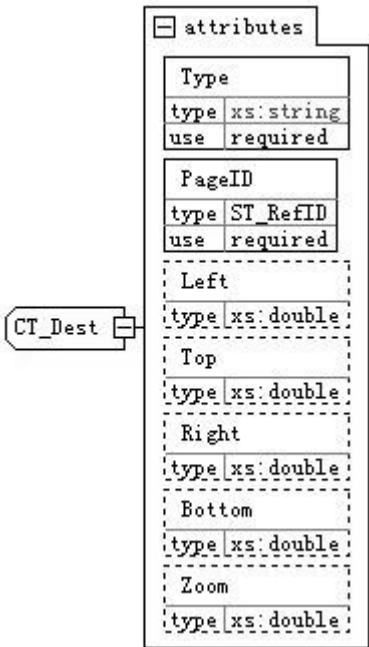 attributes
Type
type xs:string
use required
PageID
type ST_RefID
use required
Left
type xs:double
CT_Dest
Top
type xs:double
Right
type xs:double
Bottom
type xs:double
Zoom
type xs:double